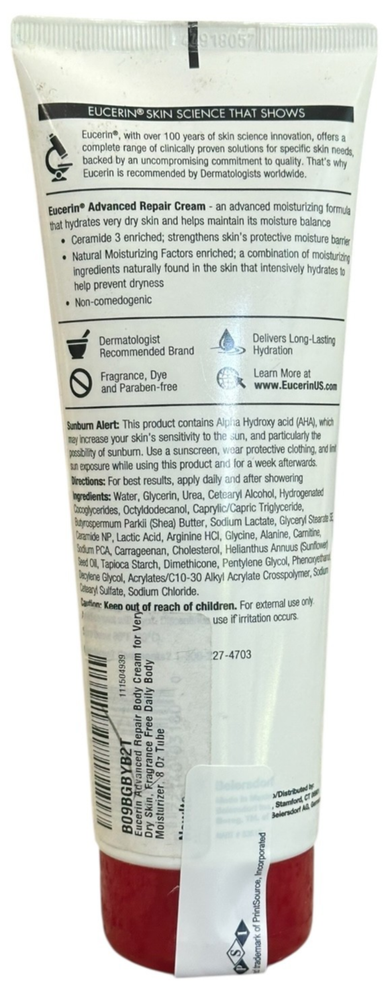 918057
EUCERIN® SKIN SCIENCE THAT SHOWS
Eucerin®, with over 100 years of skin science innovation, offers a
complete range of clinically proven solutions for specific skin needs,
backed by an uncompromising commitment to quality. That's why
Eucerin is recommended by Dermatologists worldwide.
Eucerin® Advanced Repair Cream - an advanced moisturizing formula
that hydrates very dry skin and helps maintain its moisture balance
• Ceramide 3 enriched; strengthens skin's protective moisture barrier
• Natural Moisturizing Factors enriched; a combination of moisturizing
ingredients naturally found in the skin that intensively hydrates to
help prevent dryness
• Non-comedogenic
Dermatologist
Recommended Brand
Delivers Long-Lasting
Hydration
Fragrance, Dye
and Paraben-free
Learn More at
www.EucerinUS.com
Sunburn Alert: This product contains Alpha Hydroxy acid (AHA), which
may increase your skin's sensitivity to the sun, and particularly the
possibility of sunburn. Use a sunscreen, wear protective clothing, and
sun exposure while using this product and for a week afterwards.
Directions: For best results, apply daily and after showering
Ingredients: Water, Glycerin, Urea, Cetearyl Alcohol, Hydrogenated
Cocoglycerides, Octyldodecanol, Caprylic/Capric Triglyceride,
Butyrospermum Parkii (Shea) Butter, Sodium Lactate, Glyceryl Stearate SE,
Ceramide NP, Lactic Acid, Arginine HCl, Glycine, Alanine, Carnitine,
Sodium PCA, Carrageenan, Cholesterol, Helianthus Annuus (Sunflower)
Seed Oil, Tapioca Starch, Dimethicone, Pentylene Glycol, Phenoxyethanol,
Decylene Glycol, Acrylates/C10-30 Alkyl Acrylate Crosspolymer, Sodium
Cetearyl Sulfate, Sodium Chloride.
Caution: Keep out of reach of children. For external use only.
use if irritation occurs.
27-4703
111504939
B09BGBYB2T
Eucerin Advanced Repair Body Cream for Very
Dry Skin, Fragrance Free Daily Body
Moisturizer, 8 Oz Tube
Beiersdorf
/Distributed by
, Stamford, CT
Beiersdorf AG,
PSI
trademark of PrintSource, Incorporated